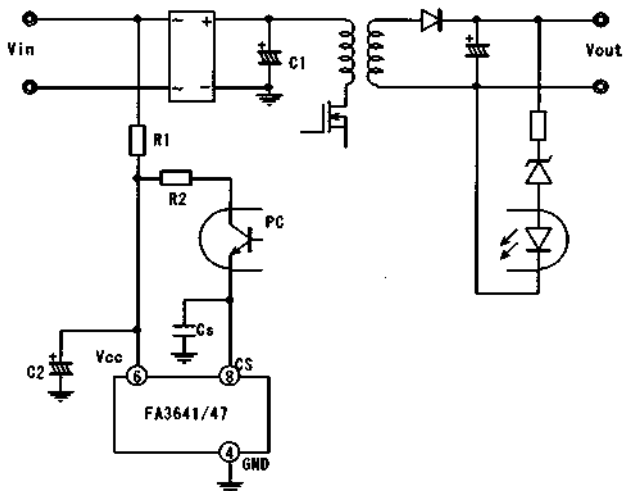 Vin
~
+
~
−
+
C1
+
Vout
R1
R2
PC
+
C2
Vcc
Cs
CS
6
8
FA3641/47
4
GND